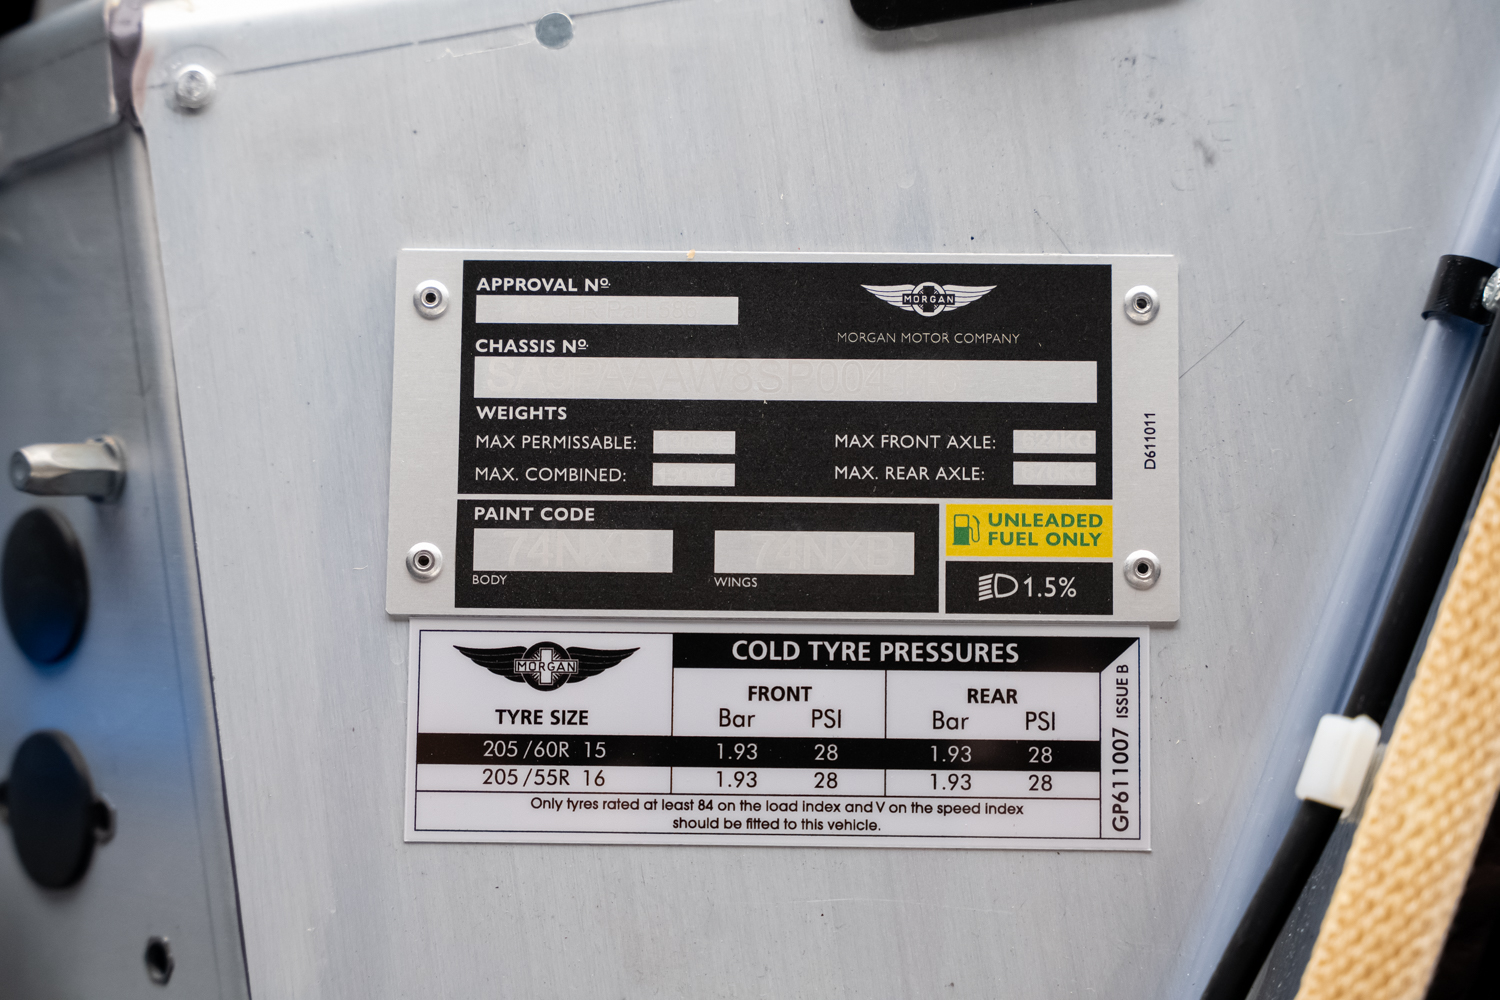 APPROVAL Nº.
MORGAN
MORGAN MOTOR COMPANY
CHASSIS Nº.
WEIGHTS
MAX PERMISSABLE:
MAX FRONT AXLE:
MAX. COMBINED:
MAX. REAR AXLE:
D611011
PAINT CODE
74NXB 74NXB
BODY WINGS
UNLEADED
FUEL ONLY
1.5%
MORGAN
COLD TYRE PRESSURES
FRONT REAR
TYRE SIZE Bar PSI Bar PSI
205/60R 15 1.93 28 1.93 28
205/55R 16 1.93 28 1.93 28
Only tyres rated at least 84 on the load index and V on the speed index
should be fitted to this vehicle.
GP611007 ISSUE B